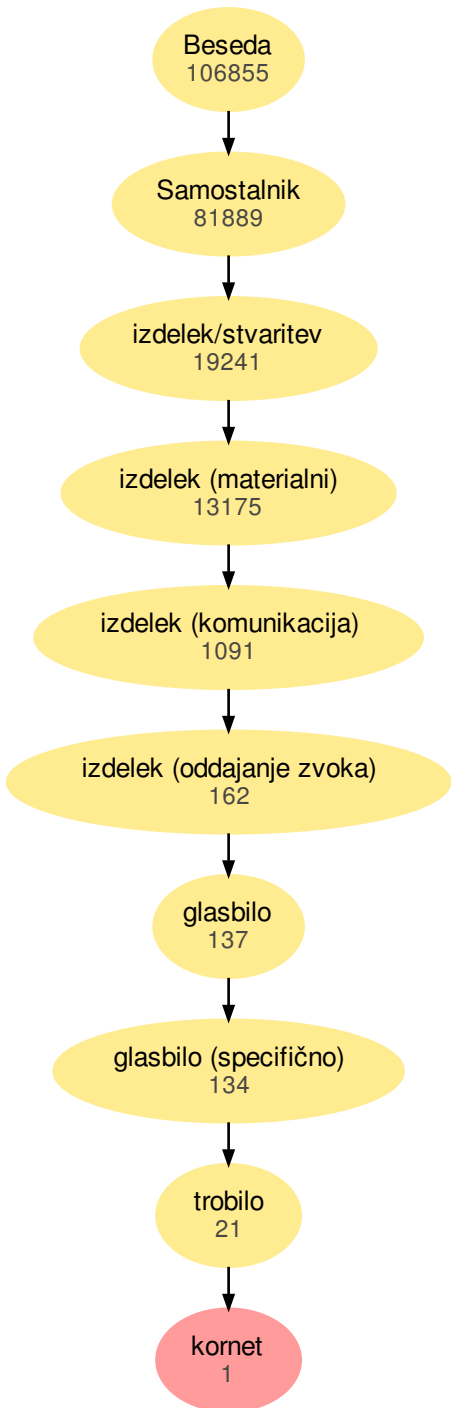 Beseda
106855
Samostalnik
81889
izdelek/stvaritev
19241
izdelek (materialni)
13175
izdelek (komunikacija)
1091
izdelek (oddajanje zvoka)
162
glasbilo
137
glasbilo (specifično)
134
trobilo
21
kornet
1